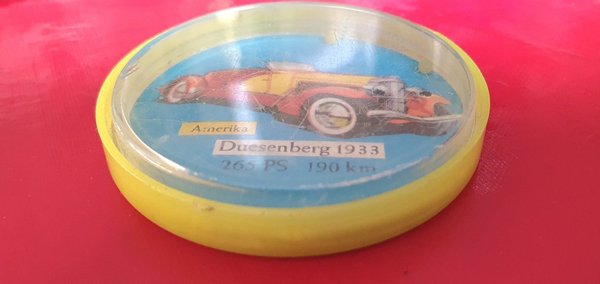 Amerika
Duesenberg 1933
265 PS 190 km